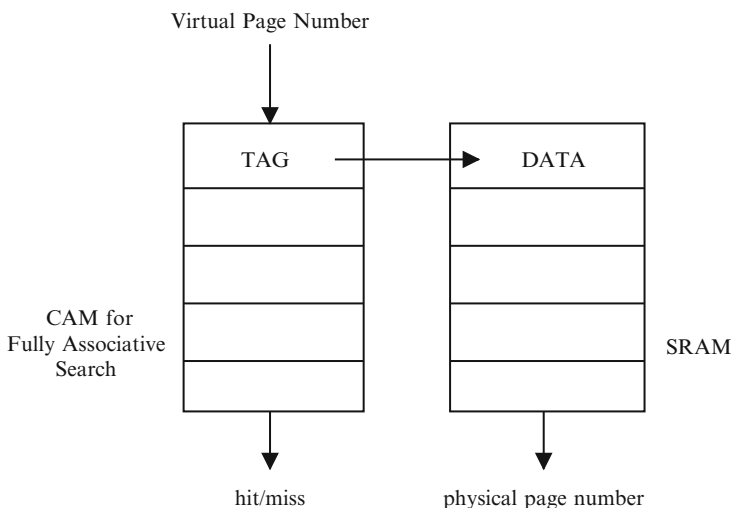 Virtual Page Number
TAG
DATA
CAM for
Fully Associative
Search
SRAM
hit/miss
physical page number